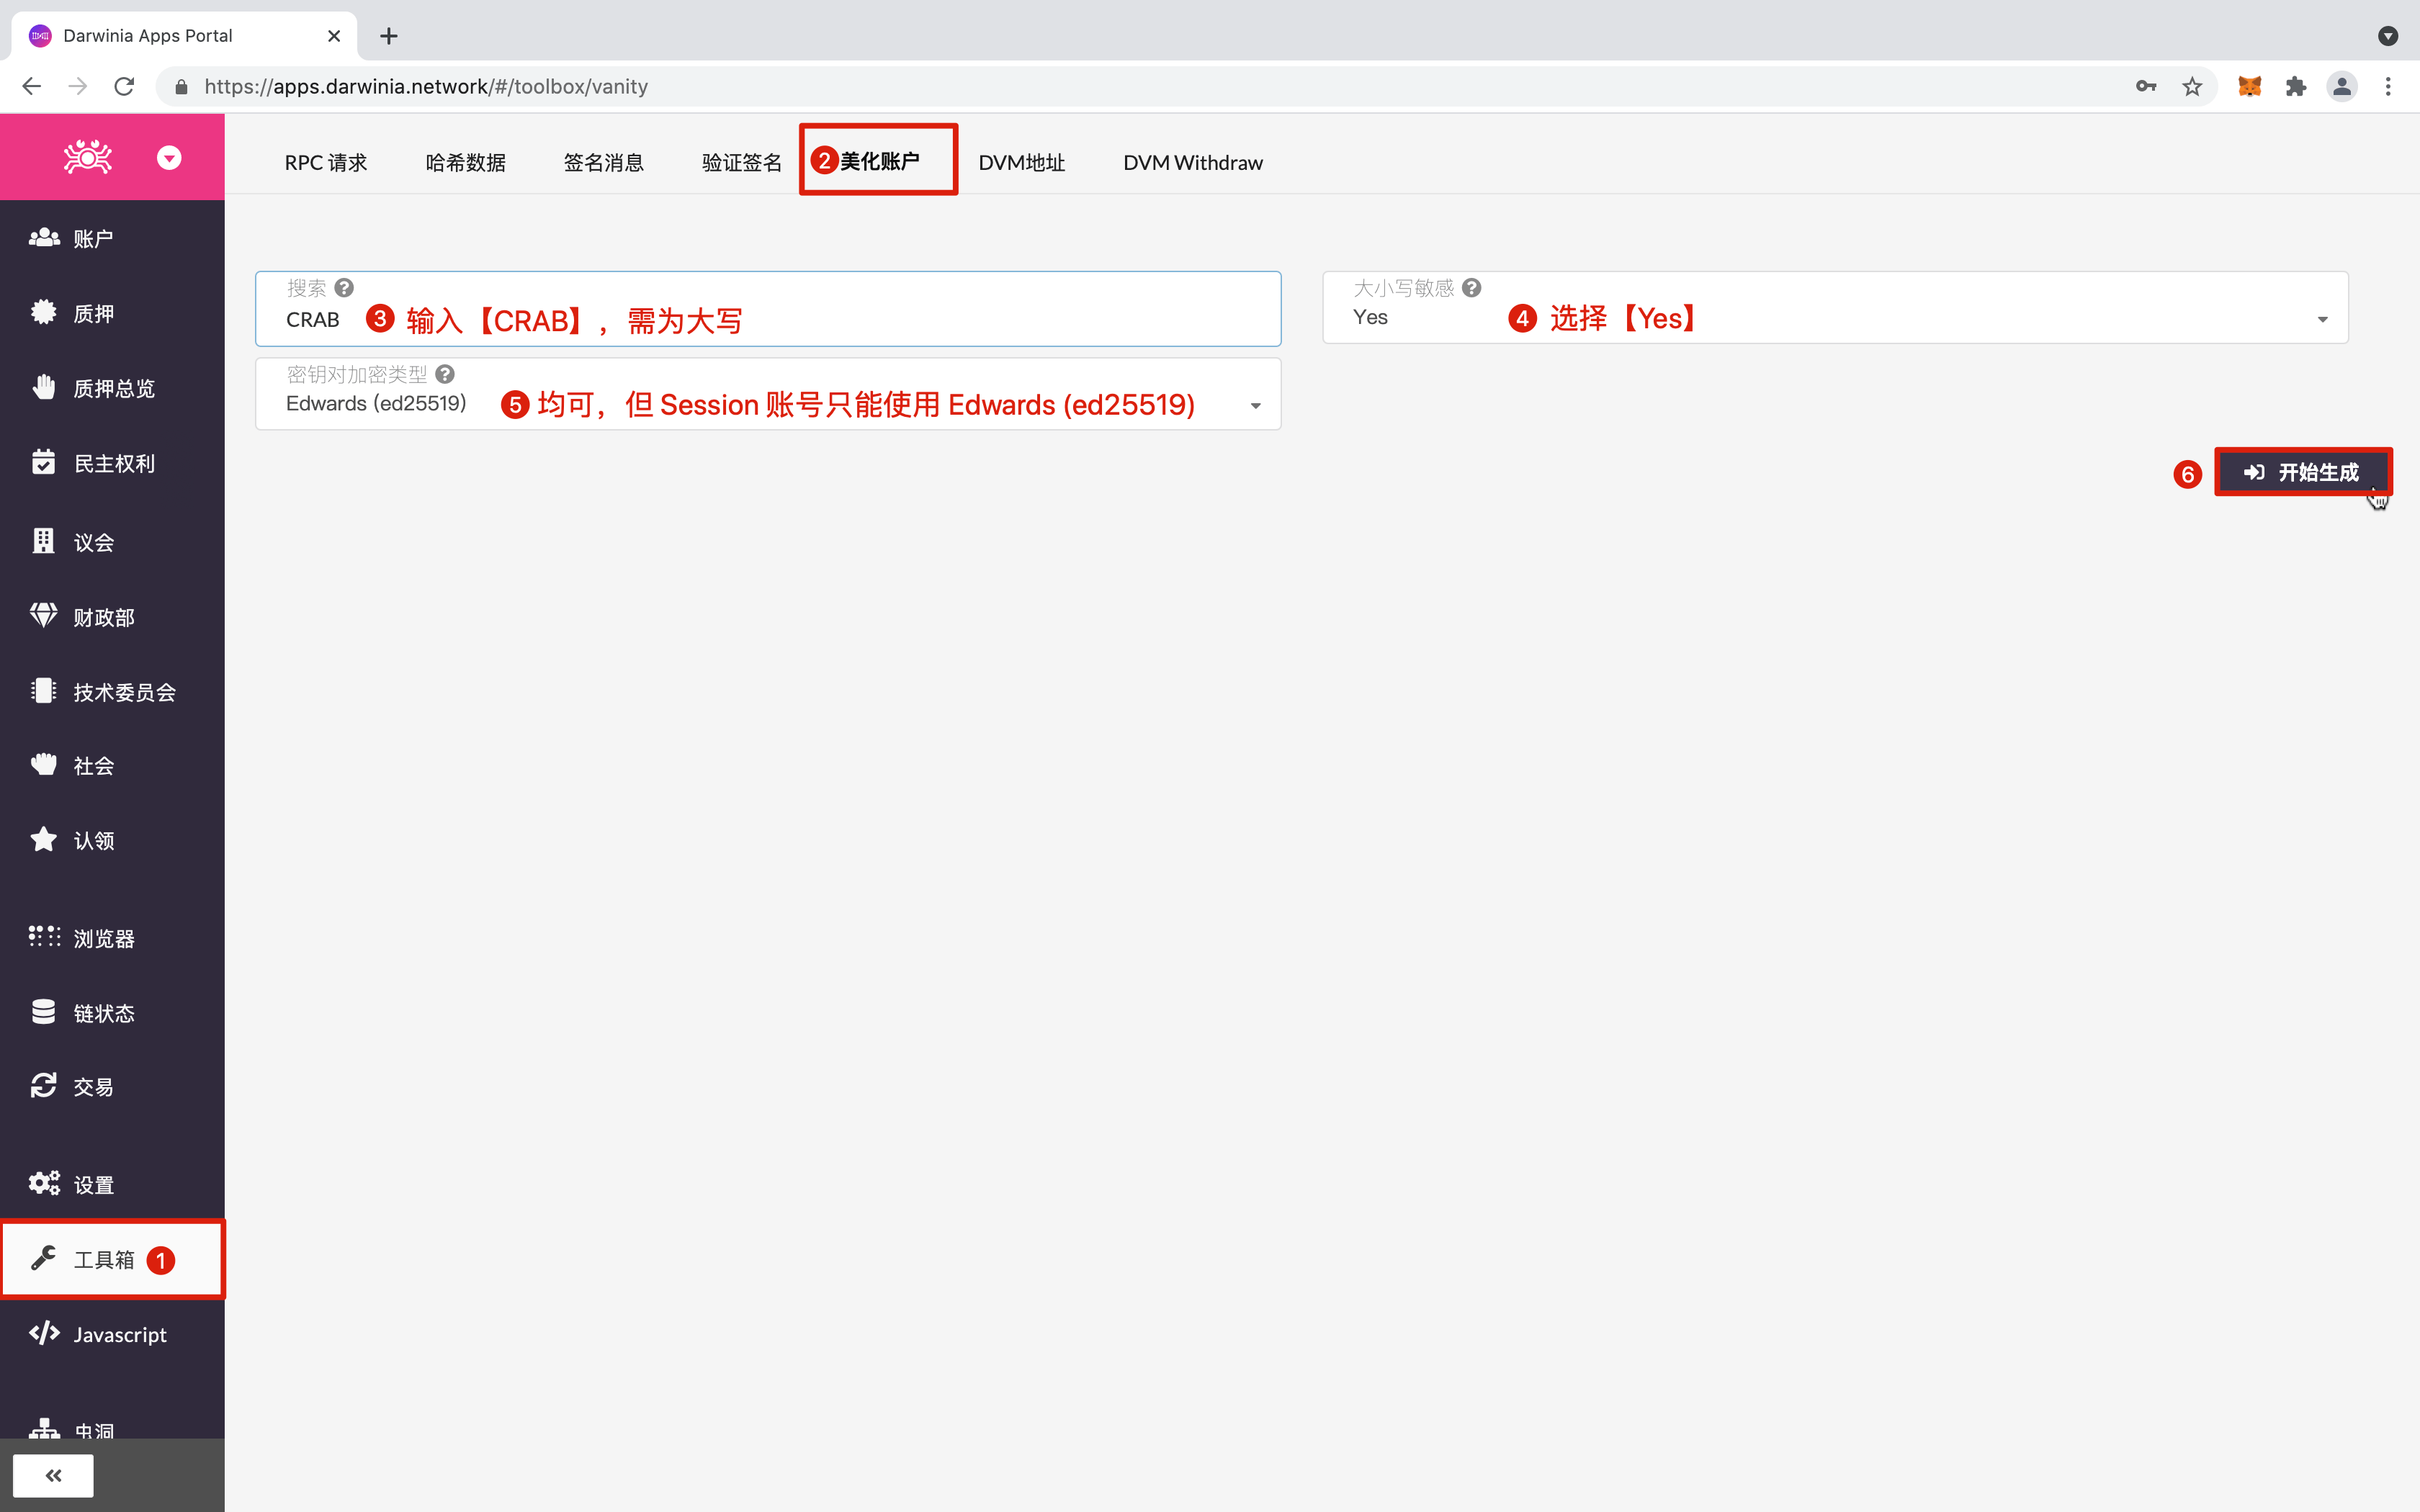 Darwinia Apps Portal
https://apps.darwinia.network/#/toolbox/vanity
RPC 请求
哈希数据
签名消息
验证签名
2 美化账户
DVM地址
DVM Withdraw
账户
质押
质押总览
民主权利
议会
财政部
技术委员会
社会
认领
浏览器
链状态
交易
设置
工具箱 1
Javascript
虫洞
搜索
CRAB 3 输入【CRAB】，需为大写
大小写敏感
Yes 4 选择【Yes】
密钥对加密类型
Edwards (ed25519) 5 均可，但 Session 账号只能使用 Edwards (ed25519)
6 开始生成